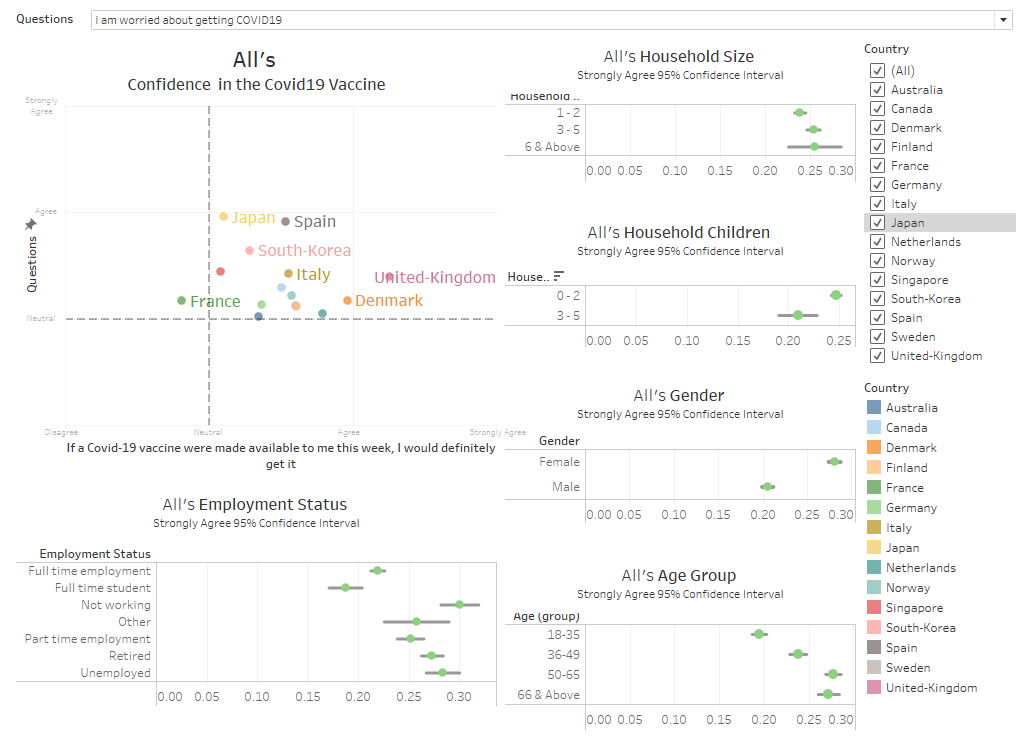 Questions
I am worried about getting COVID19
All's
Confidence in the Covid19 Vaccine
Strongly
Agree
Agree
Neutral
Questions
Japan
Spain
South-Korea
Italy
United-Kingdom
France
Denmark
Disagree
Neutral
Agree
Strongly Agree
If a Covid-19 vaccine were made available to me this week, I would definitely
get it
All's Employment Status
Strongly Agree 95% Confidence Interval
Employment Status
Full time employment
Full time student
Not working
Other
Part time employment
Retired
Unemployed
0.00 0.05 0.10 0.15 0.20 0.25 0.30
All's Household Size
Strongly Agree 95% Confidence Interval
Household ..
1 - 2
3 - 5
6 & Above
0.00 0.05 0.10 0.15 0.20 0.25 0.30
All's Household Children
Strongly Agree 95% Confidence Interval
House..
0 - 2
3 - 5
0.00 0.05 0.10 0.15 0.20 0.25
All's Gender
Strongly Agree 95% Confidence Interval
Gender
Female
Male
0.00 0.05 0.10 0.15 0.20 0.25 0.30
All's Age Group
Strongly Agree 95% Confidence Interval
Age (group)
18-35
36-49
50-65
66 & Above
0.00 0.05 0.10 0.15 0.20 0.25 0.30
Country
(All)
Australia
Canada
Denmark
Finland
France
Germany
Italy
Japan
Netherlands
Norway
Singapore
South-Korea
Spain
Sweden
United-Kingdom
Country
Australia
Canada
Denmark
Finland
France
Germany
Italy
Japan
Netherlands
Norway
Singapore
South-Korea
Spain
Sweden
United-Kingdom